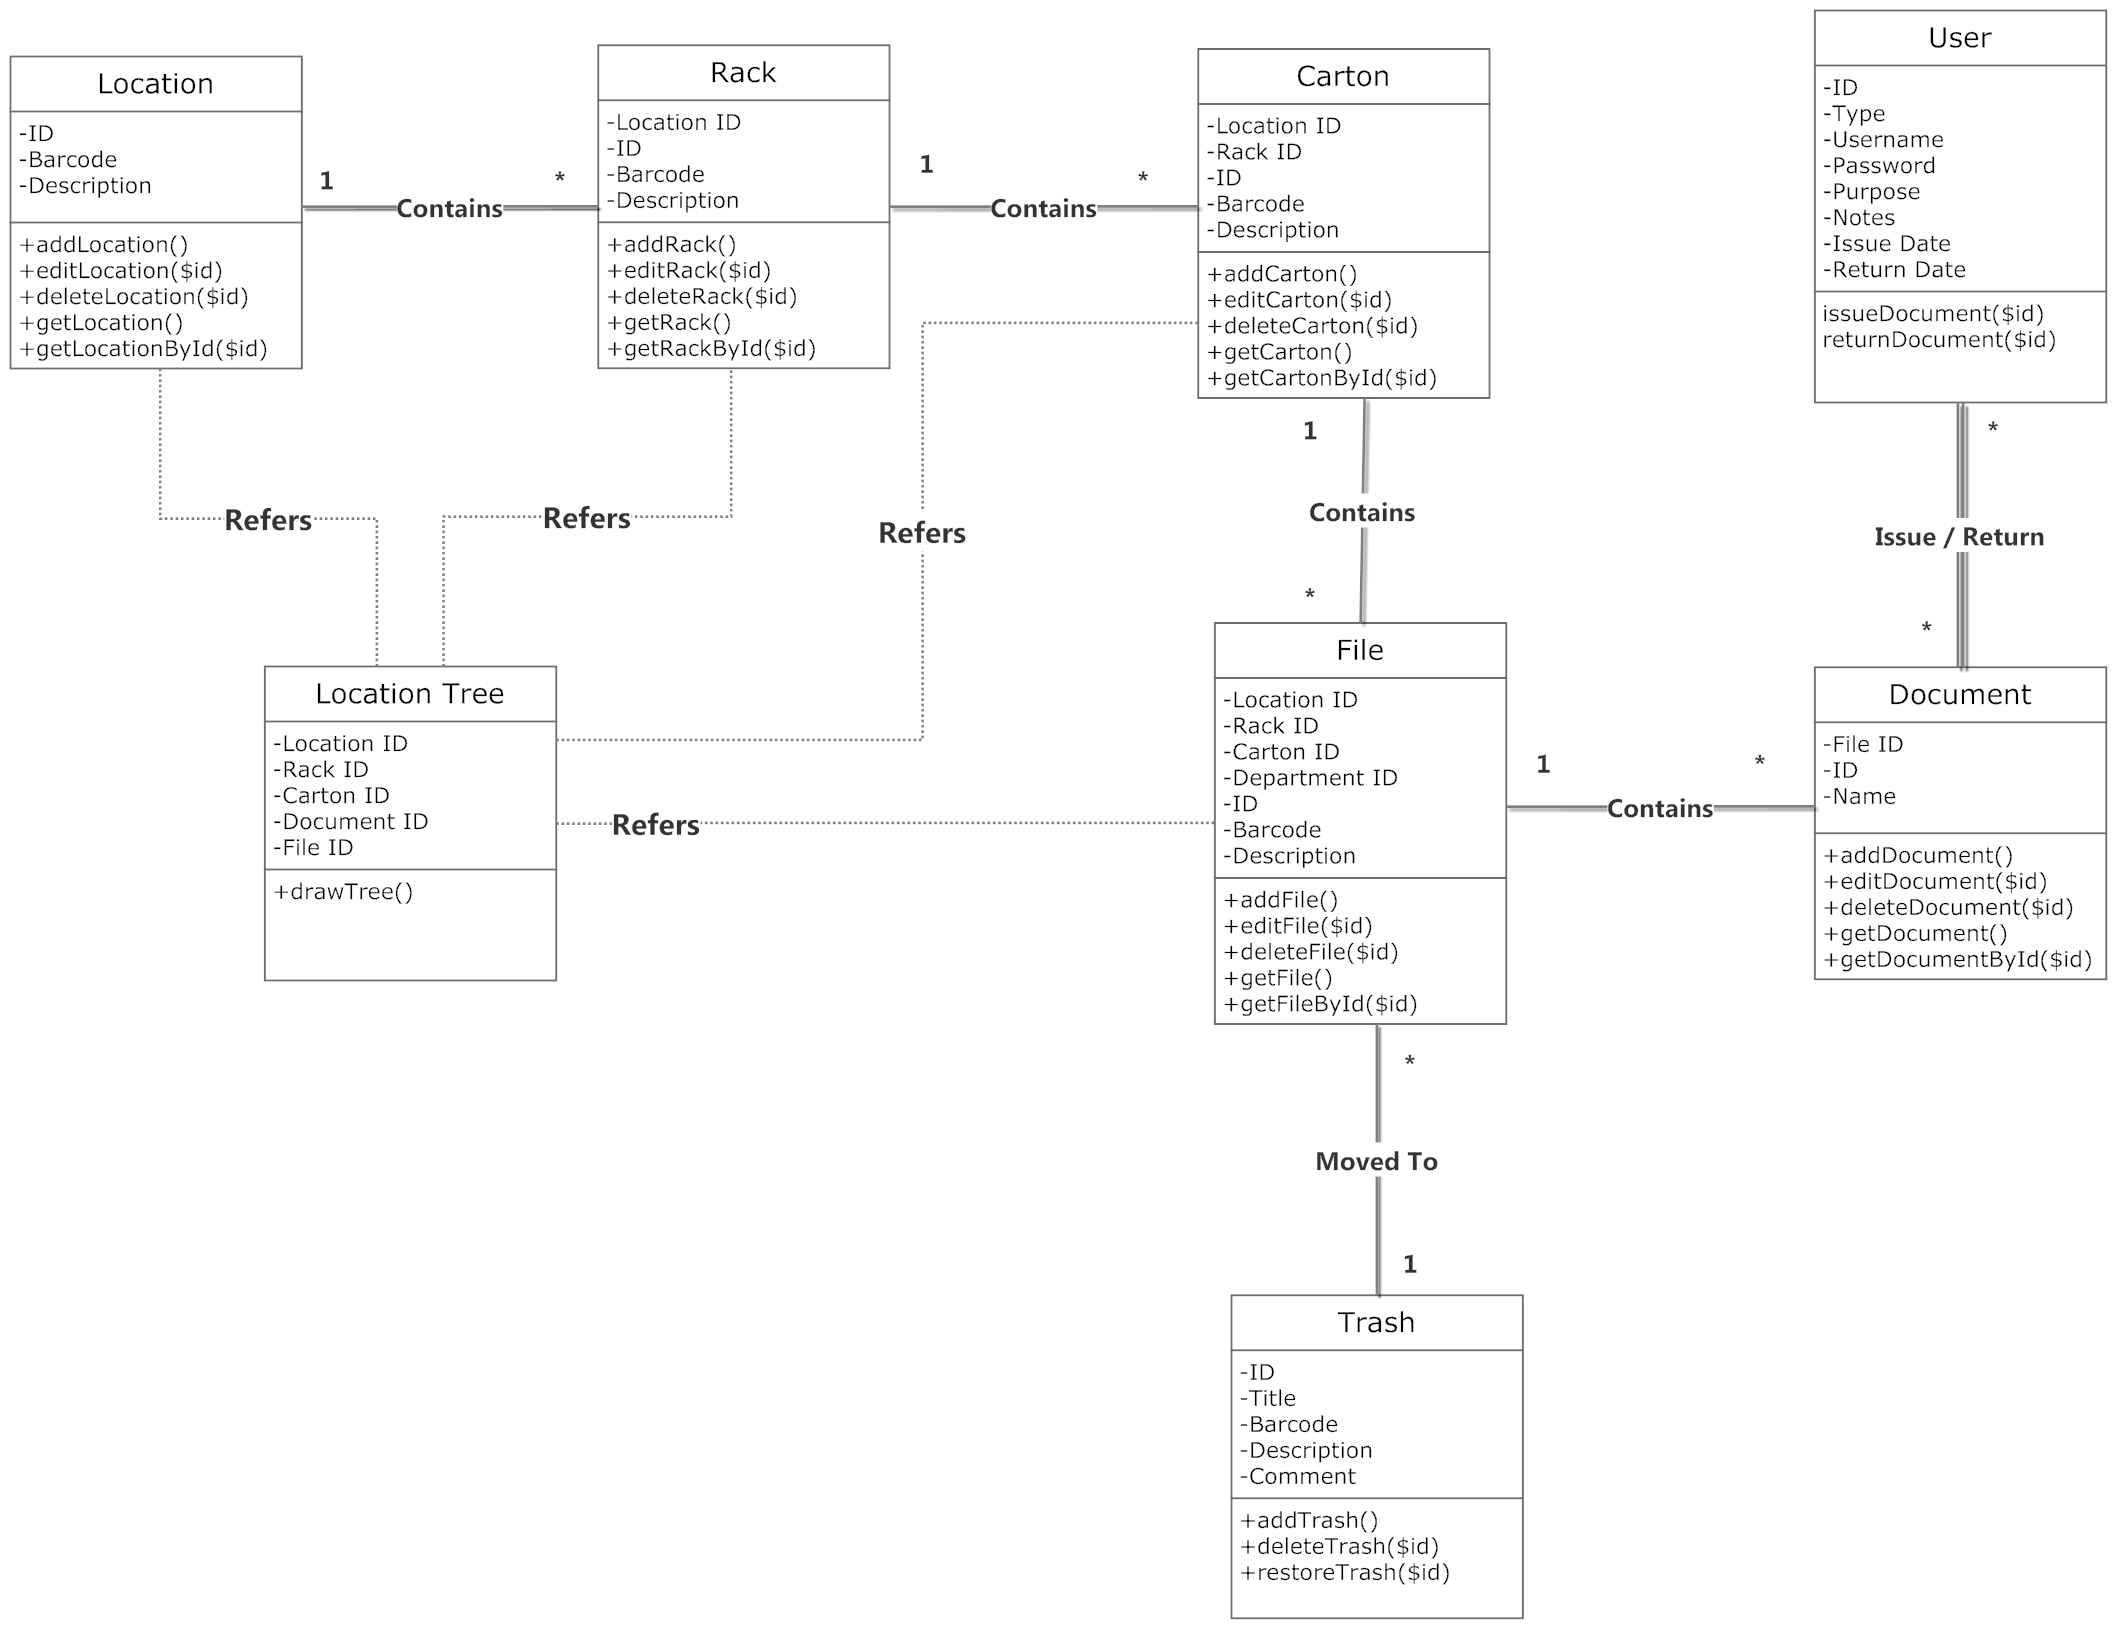 Location
-ID
-Barcode
-Description
+addLocation()
+editLocation($id)
+deleteLocation($id)
+getLocation()
+getLocationById($id)
1
Contains
*
Rack
-Location ID
-ID
-Barcode
-Description
+addRack()
+editRack($id)
+deleteRack($id)
+getRack()
+getRackById($id)
1
Contains
*
Carton
-Location ID
-Rack ID
-ID
-Barcode
-Description
+addCarton()
+editCarton($id)
+deleteCarton($id)
+getCarton()
+getCartonById($id)
User
-ID
-Type
-Username
-Password
-Purpose
-Notes
-Issue Date
-Return Date
issueDocument($id)
returnDocument($id)
Refers
Refers
Refers
1
Contains
*
*
Issue / Return
*
Location Tree
-Location ID
-Rack ID
-Carton ID
-Document ID
-File ID
+drawTree()
Refers
File
-Location ID
-Rack ID
-Carton ID
-Department ID
-ID
-Barcode
-Description
+addFile()
+editFile($id)
+deleteFile($id)
+getFile()
+getFileById($id)
1
Contains
*
Document
-File ID
-ID
-Name
+addDocument()
+editDocument($id)
+deleteDocument($id)
+getDocument()
+getDocumentById($id)
*
Moved To
1
Trash
-ID
-Title
-Barcode
-Description
-Comment
+addTrash()
+deleteTrash($id)
+restoreTrash($id)